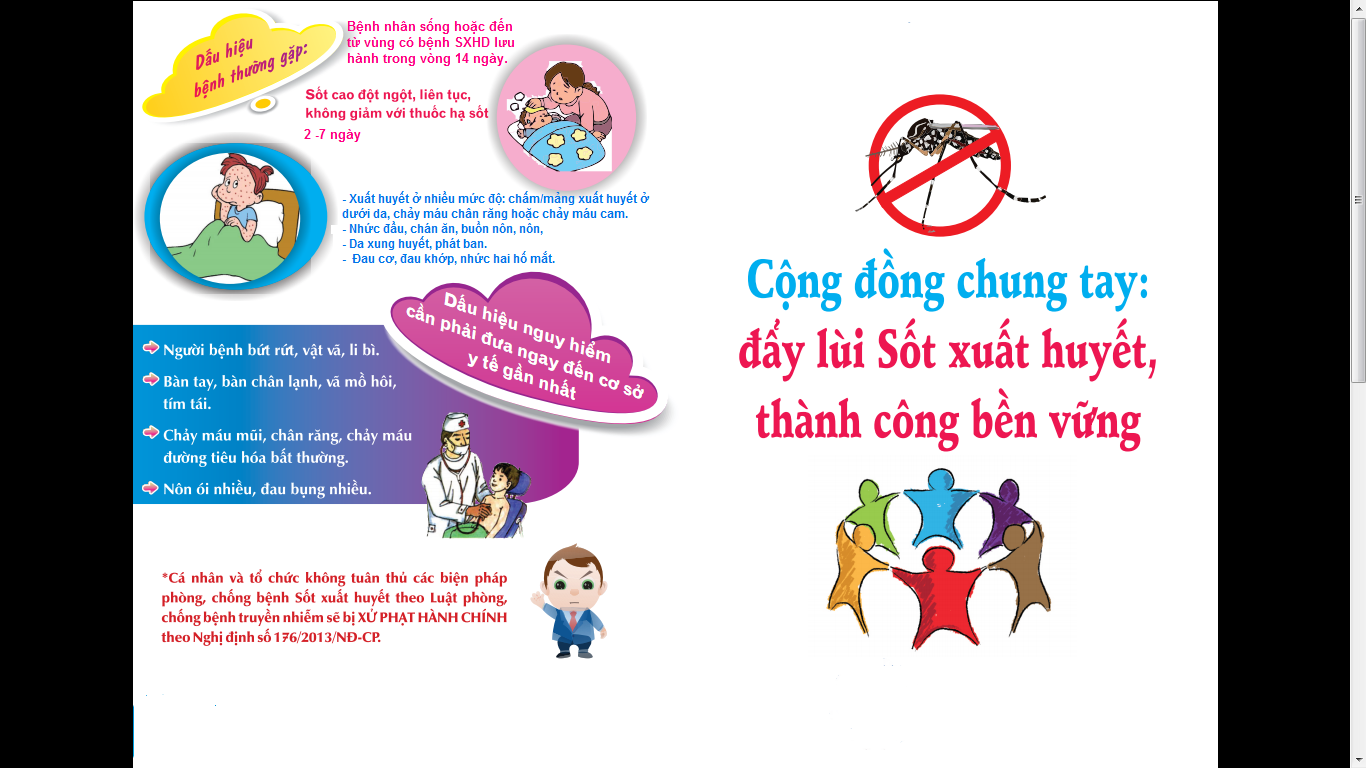 Dấu hiệu
bệnh thường gặp:
Bệnh nhân sống hoặc đến
từ vùng có bệnh SXHD lưu
hành trong vòng 14 ngày.
Sốt cao đột ngột, liên tục,
không giảm với thuốc hạ sốt
2 -7 ngày
- Xuất huyết ở nhiều mức độ: chấm/mảng xuất huyết ở
dưới da, chảy máu chân răng hoặc chảy máu cam.
- Nhức đầu, chán ăn, buồn nôn, nôn,
- Da xung huyết, phát ban.
- Đau cơ, đau khớp, nhức hai hố mắt.
Dấu hiệu nguy hiểm
cần phải đưa ngay đến cơ sở
y tế gần nhất
Người bệnh bứt rứt, vật vã, li bì.
Bàn tay, bàn chân lạnh, vã mồ hôi,
tím tái.
Chảy máu mũi, chân răng, chảy máu
đường tiêu hóa bất thường.
Nôn ói nhiều, đau bụng nhiều.
*Cá nhân và tổ chức không tuân thủ các biện pháp
phòng, chống bệnh Sốt xuất huyết theo Luật phòng,
chống bệnh truyền nhiễm sẽ bị XỬ PHẠT HÀNH CHÍNH
theo Nghị định số 176/2013/NĐ-CP.
Cộng đồng chung tay:
đẩy lùi Sốt xuất huyết,
thành công bền vững